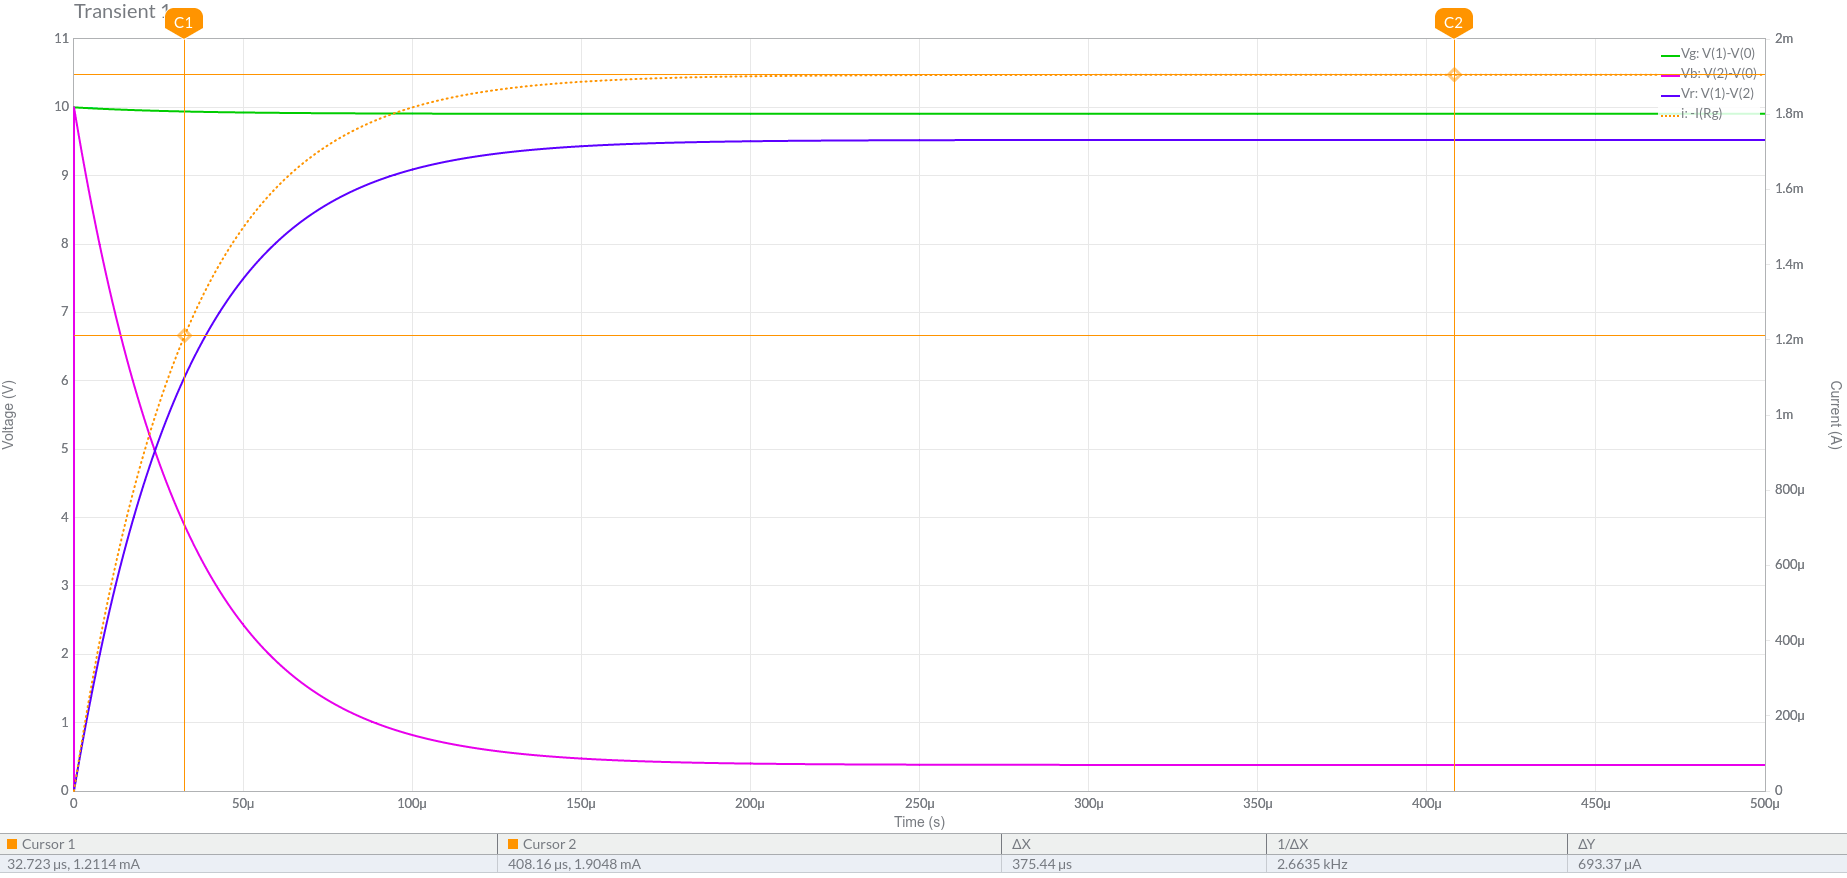 Transient 1
C1
C2
11
10
9
8
7
6
5
4
3
2
1
0
Voltage (V)
2m
1.8m
1.6m
1.4m
1.2m
1m
800µ
600µ
400µ
200µ
0
Current (A)
Vg: V(1)-V(0)
Vb: V(2)-V(0)
Vr: V(1)-V(2)
i: -I(Rg)
0 50µ 100µ 150µ 200µ 250µ 300µ 350µ 400µ 450µ 500µ
Time (s)
Cursor 1 Cursor 2 ΔX 1/ΔX ΔY
32.723 µs, 1.2114 mA 408.16 µs, 1.9048 mA 375.44 µs 2.6635 kHz 693.37 µA